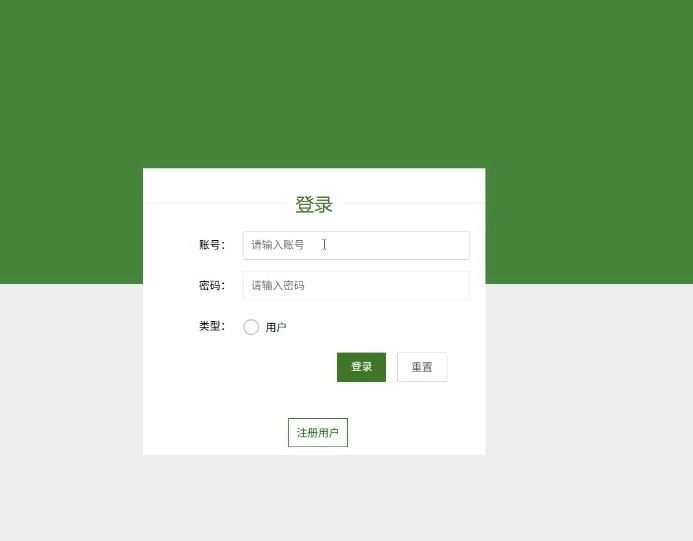 登录
账号： 请输入账号
密码： 请输入密码
类型： 用户
登录 重置
注册用户